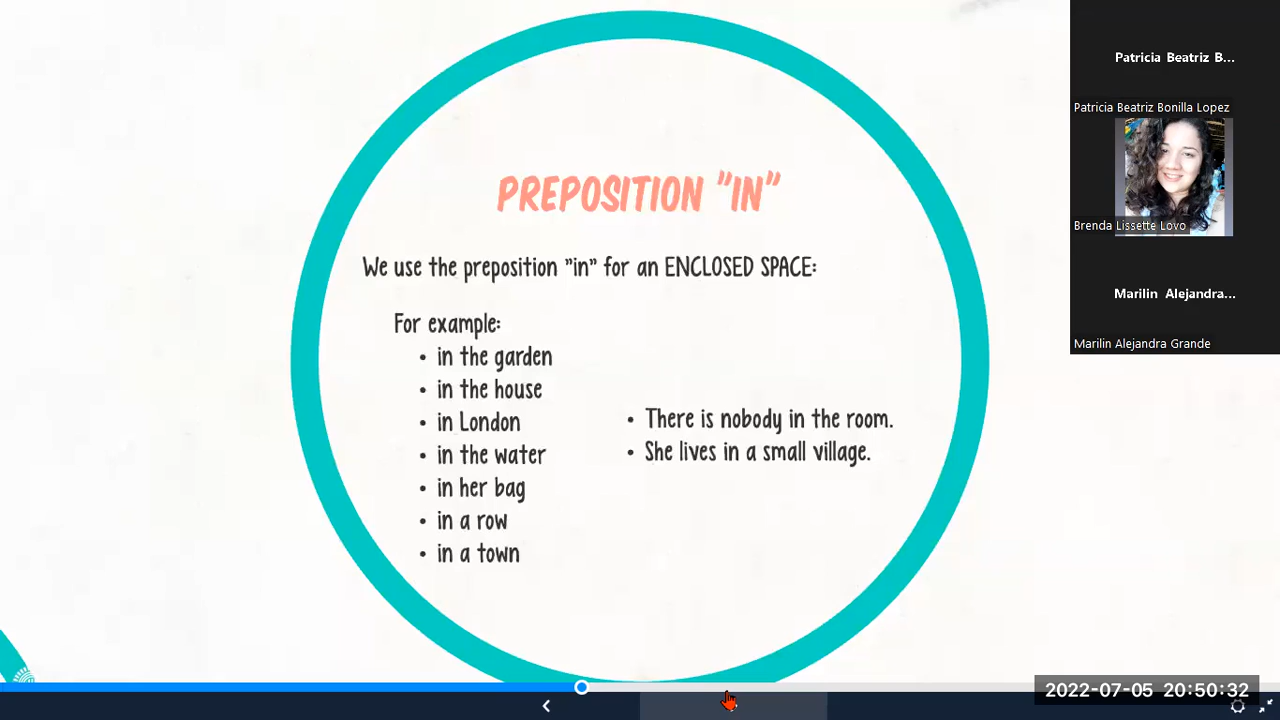 PREPOSITION "IN"
We use the preposition "in" for an ENCLOSED SPACE:
For example:
• in the garden
• in the house
• in London
• in the water
• in her bag
• in a row
• in a town
• There is nobody in the room.
• She lives in a small village.
Patricia Beatriz B...
Patricia Beatriz Bonilla Lopez
Brenda Lissette Lovo
Marilin Alejandra...
Marilin Alejandra Grande
2022-07-05 20:50:32